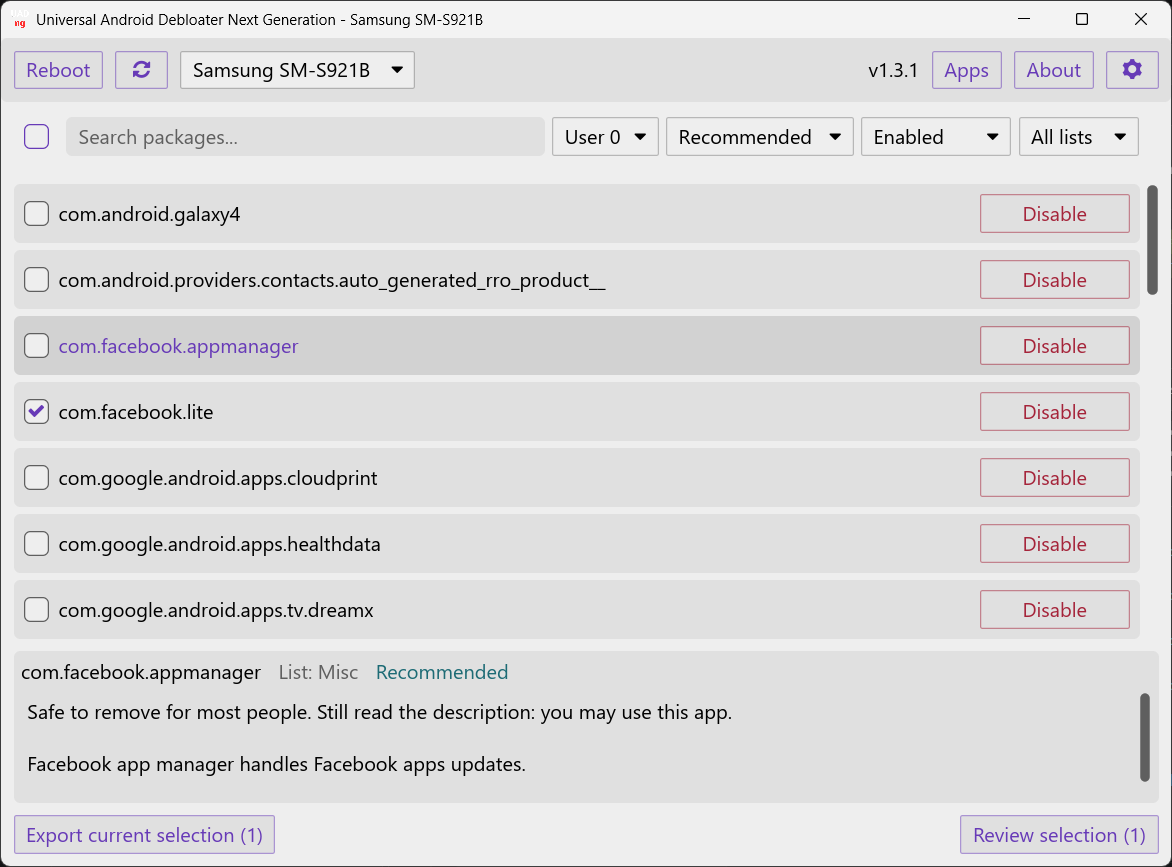 ng Universal Android Debloater Next Generation - Samsung SM-S921B
Reboot Samsung SM-S921B v1.3.1 Apps About
Search packages... User 0 Recommended Enabled All lists
com.android.galaxy4 Disable
com.android.providers.contacts.auto_generated_rro_product__ Disable
com.facebook.appmanager Disable
com.facebook.lite Disable
com.google.android.apps.cloudprint Disable
com.google.android.apps.healthdata Disable
com.google.android.apps.tv.dreamx Disable
com.facebook.appmanager List: Misc Recommended
Safe to remove for most people. Still read the description: you may use this app.
Facebook app manager handles Facebook apps updates.
Export current selection (1) Review selection (1)